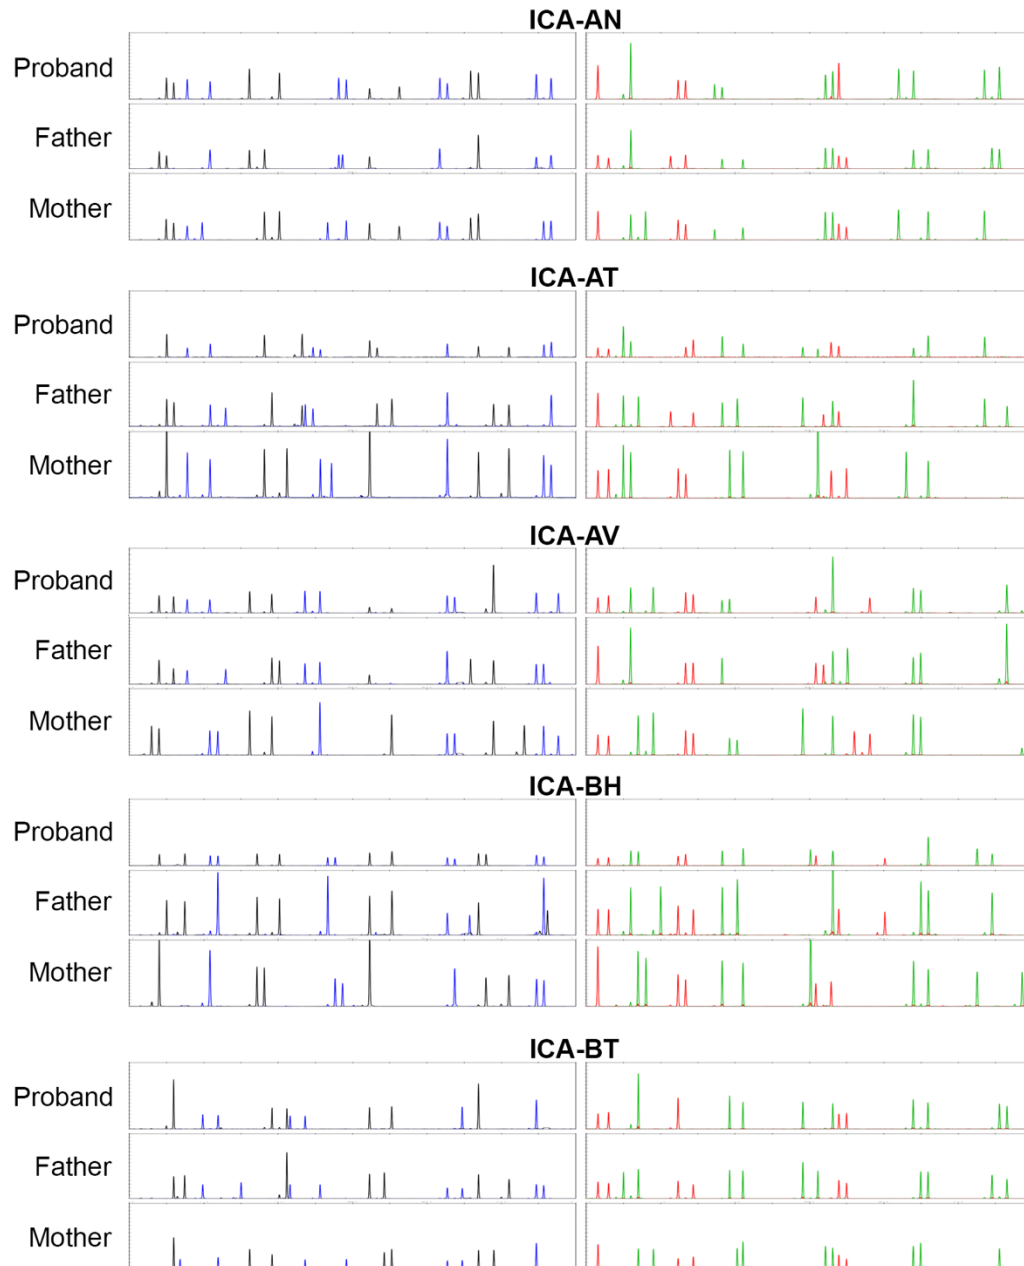 ICA-AN
Proband
Father
Mother
ICA-AT
Proband
Father
Mother
ICA-AV
Proband
Father
Mother
ICA-BH
Proband
Father
Mother
ICA-BT
Proband
Father
Mother